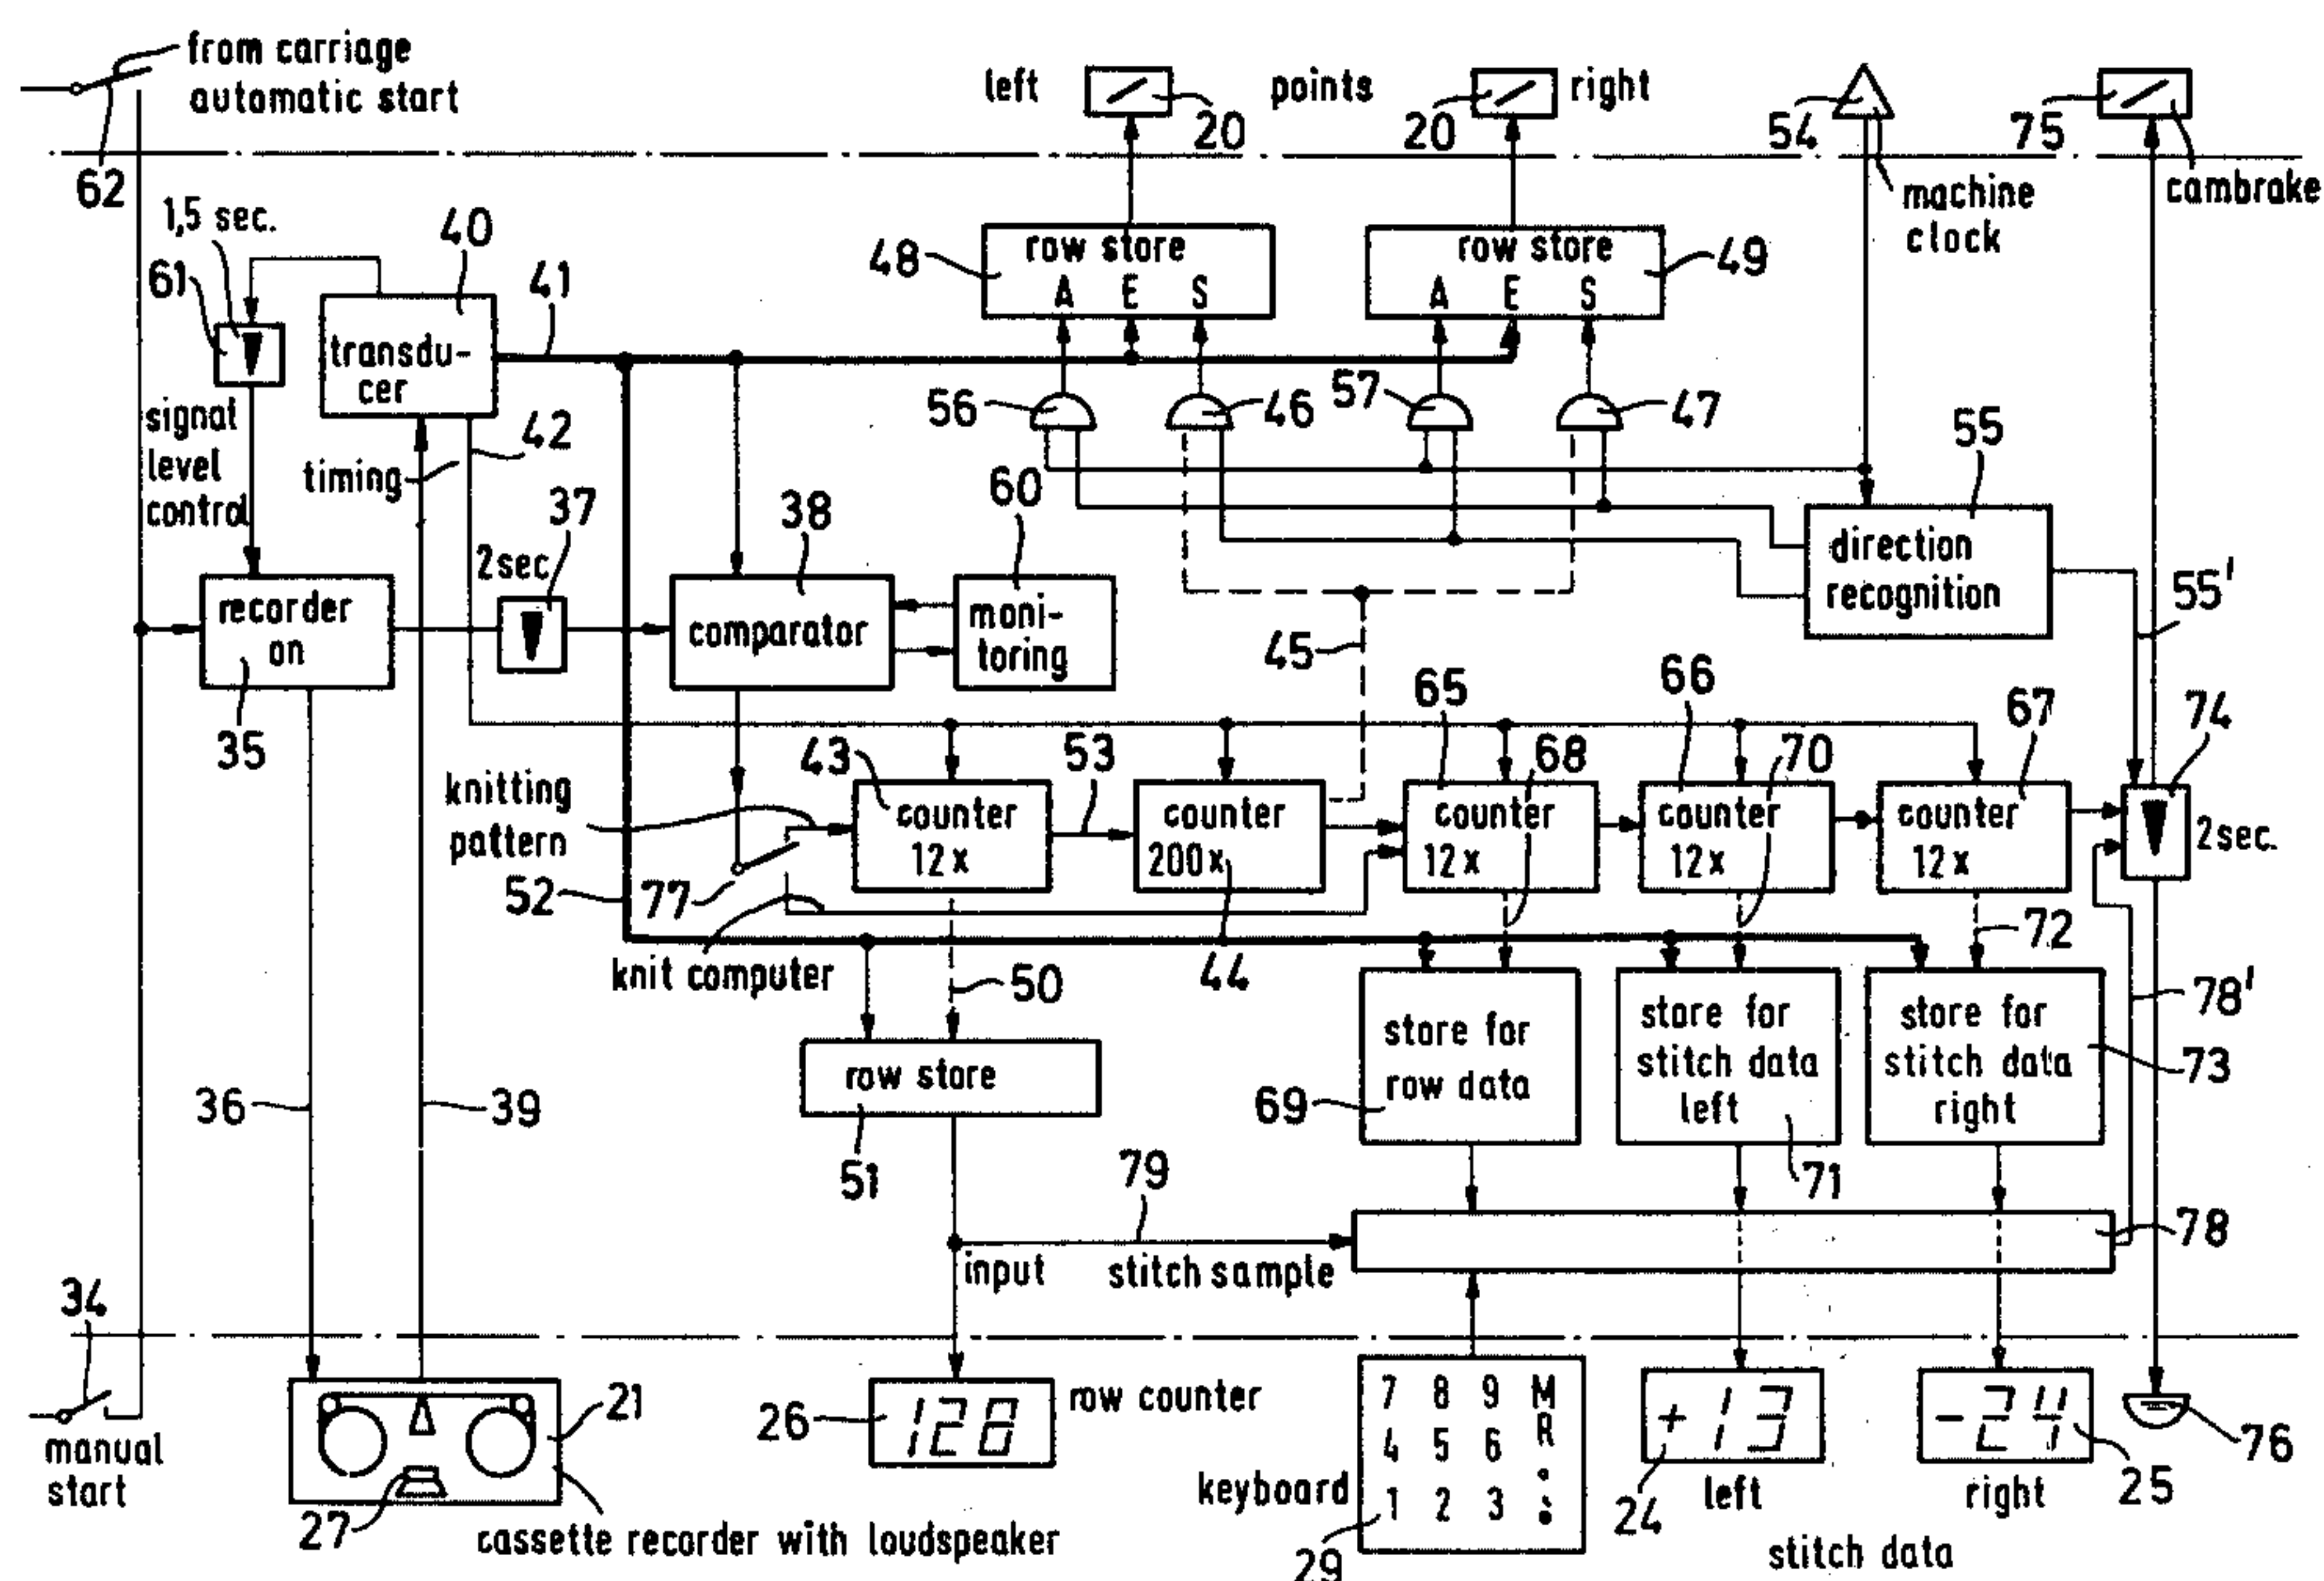 from carriage
automatic start
62
left
20
points
20
right
54
machine
clock
75
cambrake
1,5 sec.
61
40
transdu-
cer
41
signal
level
control
timing
42
48
row store
A E S
row store
A E S
49
56
46
57
47
55
direction
recognition
55'
recorder
on
35
2sec
37
38
comparator
60
moni-
toring
45
knitting
pattern
43
counter
12x
53
counter
200x
44
65
counter
12x
68
66
counter
12x
70
67
counter
12x
74
2sec.
52
77
knit computer
50
row store
51
store for
row data
69
store for
stitch data
left
71
store for
stitch data
right
73
72
78'
36
39
79
input
stitch sample
78
34
manual
start
21
27
cassette recorder with loudspeaker
26
128
row counter
keyboard
7 8 9 M
4 5 6 R
1 2 3
29
+13
24
left
-24
25
right
stitch data
76